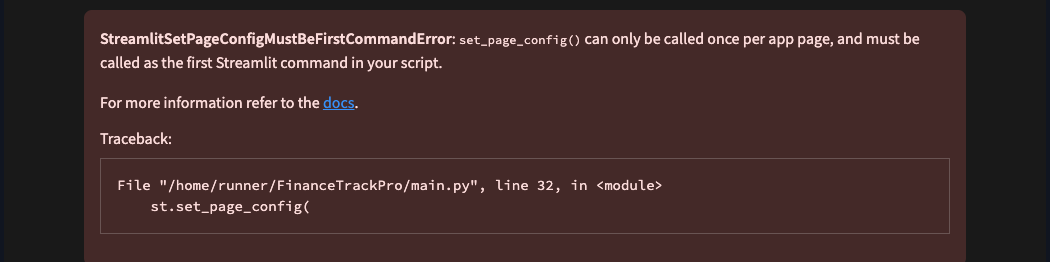 StreamlitSetPageConfigMustBeFirstCommandError: set_page_config() can only be called once per app page, and must be
called as the first Streamlit command in your script.
For more information refer to the docs.
Traceback:
File "/home/runner/FinanceTrackPro/main.py", line 32, in <module>
    st.set_page_config(